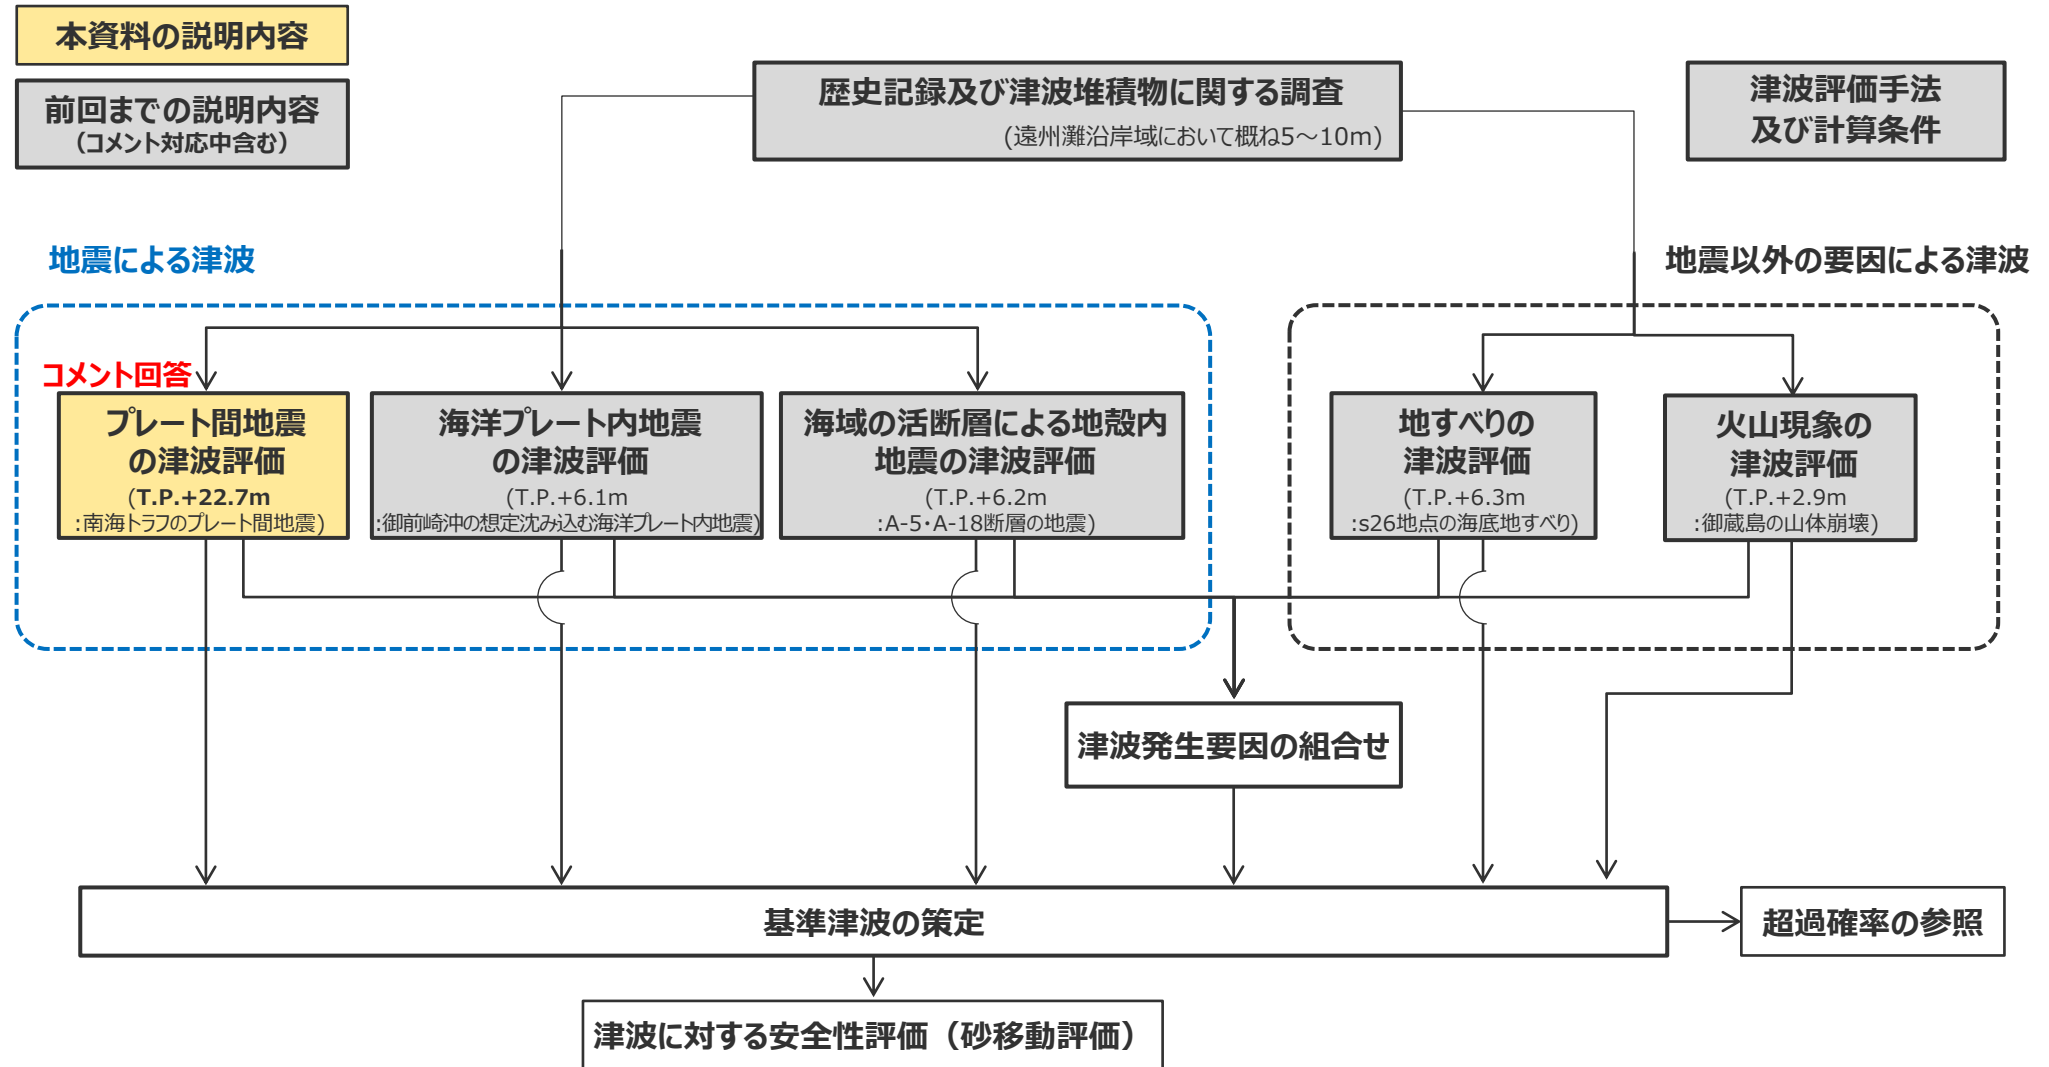 本資料の説明内容
前回までの説明内容
（コメント対応中含む）
歴史記録及び津波堆積物に関する調査
(遠州灘沿岸域において概ね5～10m)
津波評価手法
及び計算条件
地震による津波
地震以外の要因による津波
コメント回答
プレート間地震
の津波評価
(T.P.+22.7m
:南海トラフのプレート間地震)
海洋プレート内地震
の津波評価
(T.P.+6.1m
:御前崎沖の想定沈み込む海洋プレート内地震)
海域の活断層による地殻内
地震の津波評価
(T.P.+6.2m
:A-5・A-18断層の地震)
地すべりの
津波評価
(T.P.+6.3m
:s26地点の海底地すべり)
火山現象の
津波評価
(T.P.+2.9m
:御蔵島の山体崩壊)
津波発生要因の組合せ
基準津波の策定
超過確率の参照
津波に対する安全性評価（砂移動評価）